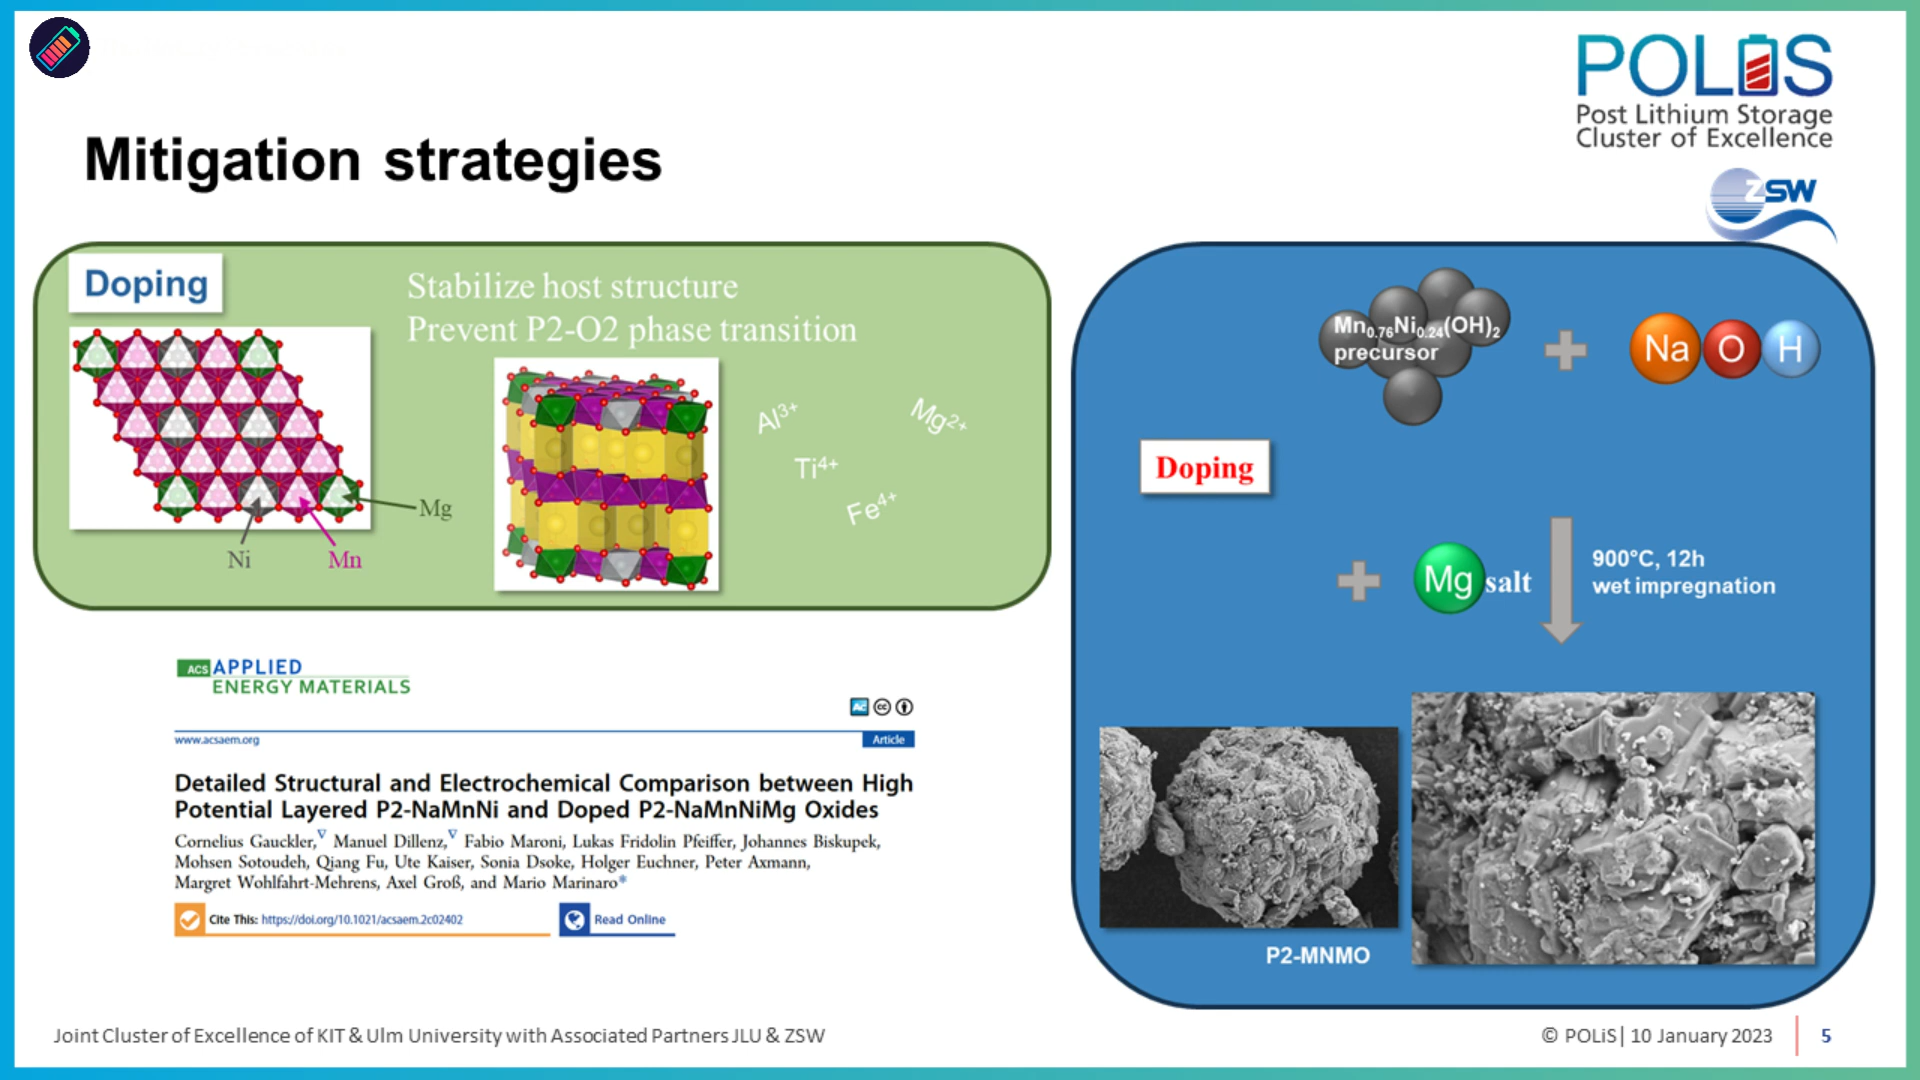 POLiS
Post Lithium Storage
Cluster of Excellence
ZSW
Mitigation strategies
Doping
Stabilize host structure
Prevent P2-O2 phase transition
Al³⁺
Mg²⁺
Ti⁴⁺
Fe⁴⁺
Mg
Ni
Mn
Mn₀.₇₆Ni₀.₂₄(OH)₂
precursor
Na O H
Doping
Mg salt
900°C, 12h
wet impregnation
P2-MNMO
ACS APPLIED
ENERGY MATERIALS
www.acsaem.org
Article
Detailed Structural and Electrochemical Comparison between High
Potential Layered P2-NaMnNi and Doped P2-NaMnNiMg Oxides
Cornelius Gauckler,∇ Manuel Dillenz,∇ Fabio Maroni, Lukas Fridolin Pfeiffer, Johannes Biskupek,
Mohsen Sotoudeh, Qiang Fu, Ute Kaiser, Sonia Dsoke, Holger Euchner, Peter Axmann,
Margret Wohlfahrt-Mehrens, Axel Groß, and Mario Marinaro*
Cite This: https://doi.org/10.1021/acsaem.2c02402
Read Online
Joint Cluster of Excellence of KIT & Ulm University with Associated Partners JLU & ZSW
© POLiS| 10 January 2023
5